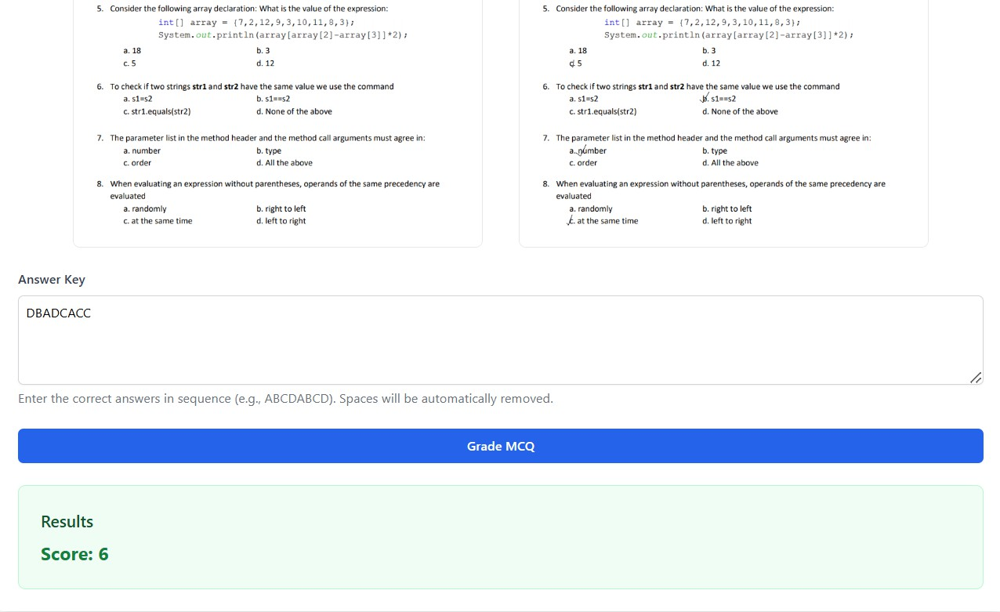 5. Consider the following array declaration: What is the value of the expression:
int[] array = {7,2,12,9,3,10,11,8,3};
System.out.println(array[array[2]-array[3]]*2);
a. 18 b. 3
c. 5 d. 12
6. To check if two strings str1 and str2 have the same value we use the command
a. s1=s2 b. s1==s2
c. str1.equals(str2) d. None of the above
7. The parameter list in the method header and the method call arguments must agree in:
a. number b. type
c. order d. All the above
8. When evaluating an expression without parentheses, operands of the same precedency are
evaluated
a. randomly b. right to left
c. at the same time d. left to right
5. Consider the following array declaration: What is the value of the expression:
int[] array = {7,2,12,9,3,10,11,8,3};
System.out.println(array[array[2]-array[3]]*2);
a. 18 b. 3
c. 5 d. 12
6. To check if two strings str1 and str2 have the same value we use the command
a. s1=s2 b. s1==s2
c. str1.equals(str2) d. None of the above
7. The parameter list in the method header and the method call arguments must agree in:
a. number b. type
c. order d. All the above
8. When evaluating an expression without parentheses, operands of the same precedency are
evaluated
a. randomly b. right to left
c. at the same time d. left to right
Answer Key
DBADCACC
Enter the correct answers in sequence (e.g., ABCDABCD). Spaces will be automatically removed.
Grade MCQ
Results
Score: 6